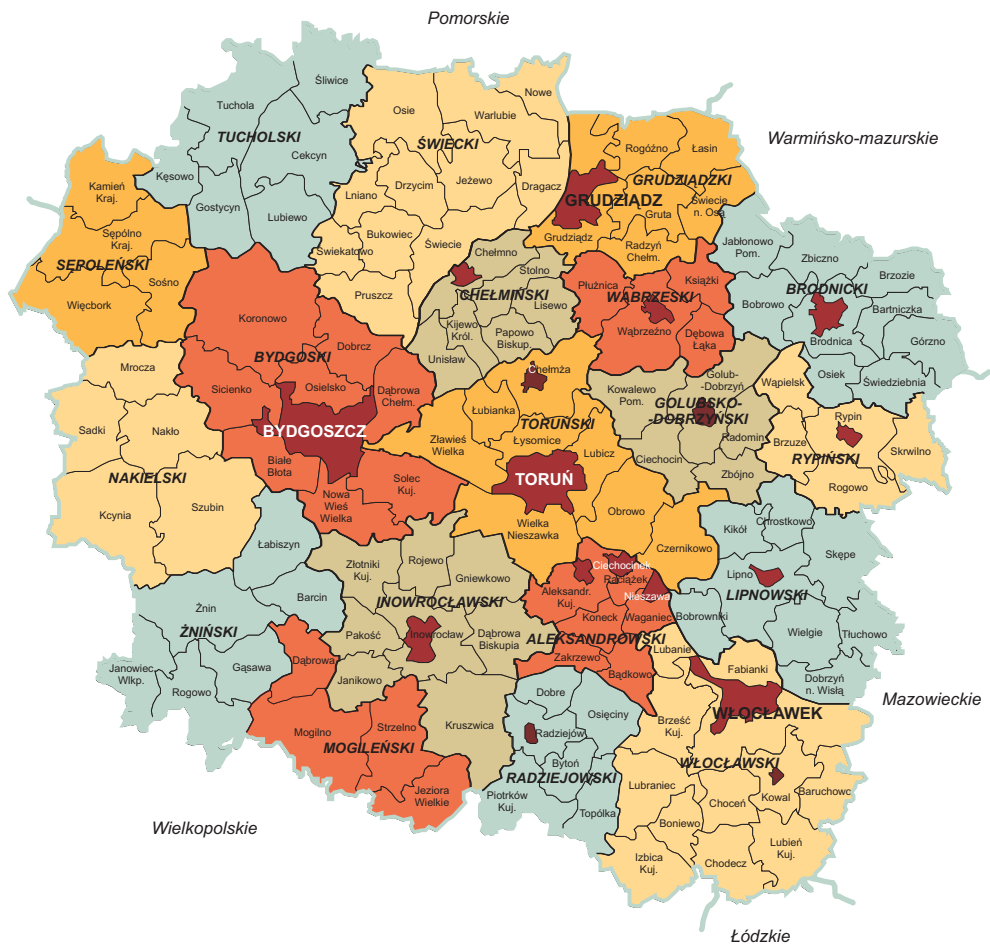 Pomorskie
Warmińsko-mazurskie
Mazowieckie
Łódzkie
Wielkopolskie
TUCHOLSKI
Śliwice
Tuchola
Cekcyn
Kęsowo
Gostycyn
Lubiewo
ŚWIECKI
Nowe
Osie
Warlubie
Lniano
Drzycim
Jeżewo
Dragacz
Bukowiec
Świekatowo
Świecie
Pruszcz
GRUDZIĄDZKI
GRUDZIĄDZ
Rogóźno
Łasin
Świecie
n. Osą
Gruta
Grudziądz
Radzyń
Chełm.
SĘPOLEŃSKI
Kamień
Kraj.
Sępólno
Kraj.
Sośno
Więcbork
CHEŁMIŃSKI
Chełmno
Stolno
Lisewo
Kijewo
Król.
Papowo
Biskup.
Unisław
WĄBRZESKI
Płużnica
Książki
Wąbrzeźno
Dębowa
Łąka
BRODNICKI
Jabłonowo
Pom.
Zbiczno
Brzozie
Bobrowo
Bartniczka
Brodnica
Górzno
Osiek
Świedziebnia
BYDGOSKI
BYDGOSZCZ
Koronowo
Dobrcz
Sicienko
Osielsko
Dąbrowa
Chełm.
Białe
Błota
Solec
Kuj.
Nowa
Wieś
Wielka
NAKIELSKI
Mrocza
Sadki
Nakło
Kcynia
Szubin
TORUŃSKI
TORUŃ
Chełmża
Łubianka
Łysomice
Zławieś
Wielka
Lubicz
Wielka
Nieszawka
Obrowo
Czernikowo
GOLUBSKO-
-DOBRZYŃSKI
Golub-
-Dobrzyń
Kowalewo
Pom.
Radomin
Ciechocin
Zbójno
RYPIŃSKI
Wąpielsk
Rypin
Brzuze
Skrwilno
Rogowo
ŻNIŃSKI
Łabiszyn
Barcin
Żnin
Gąsawa
Janowiec
Wlkp.
Rogowo
INOWROCŁAWSKI
Złotniki
Kuj.
Rojewo
Gniewkowo
Pakość
Inowrocław
Dąbrowa
Biskupia
Janikowo
Kruszwica
ALEKSANDROWSKI
Ciechocinek
Raciążek
Aleksandr.
Kuj.
Nieszawa
Koneck
Waganiec
Zakrzewo
Bądkowo
LIPNOWSKI
Kikół
Chrostkowo
Skępe
Lipno
Bobrowniki
Wielgie
Tłuchowo
Dobrzyń
n. Wisłą
MOGILEŃSKI
Dąbrowa
Mogilno
Strzelno
Jeziora
Wielkie
RADZIEJOWSKI
Dobre
Osięciny
Radziejów
Bytoń
Piotrków
Kuj.
Topólka
WŁOCŁAWSKI
WŁOCŁAWEK
Lubanie
Fabianki
Brześć
Kuj.
Lubraniec
Choceń
Kowal
Baruchowo
Boniewo
Izbica
Kuj.
Chodecz
Lubień
Kuj.